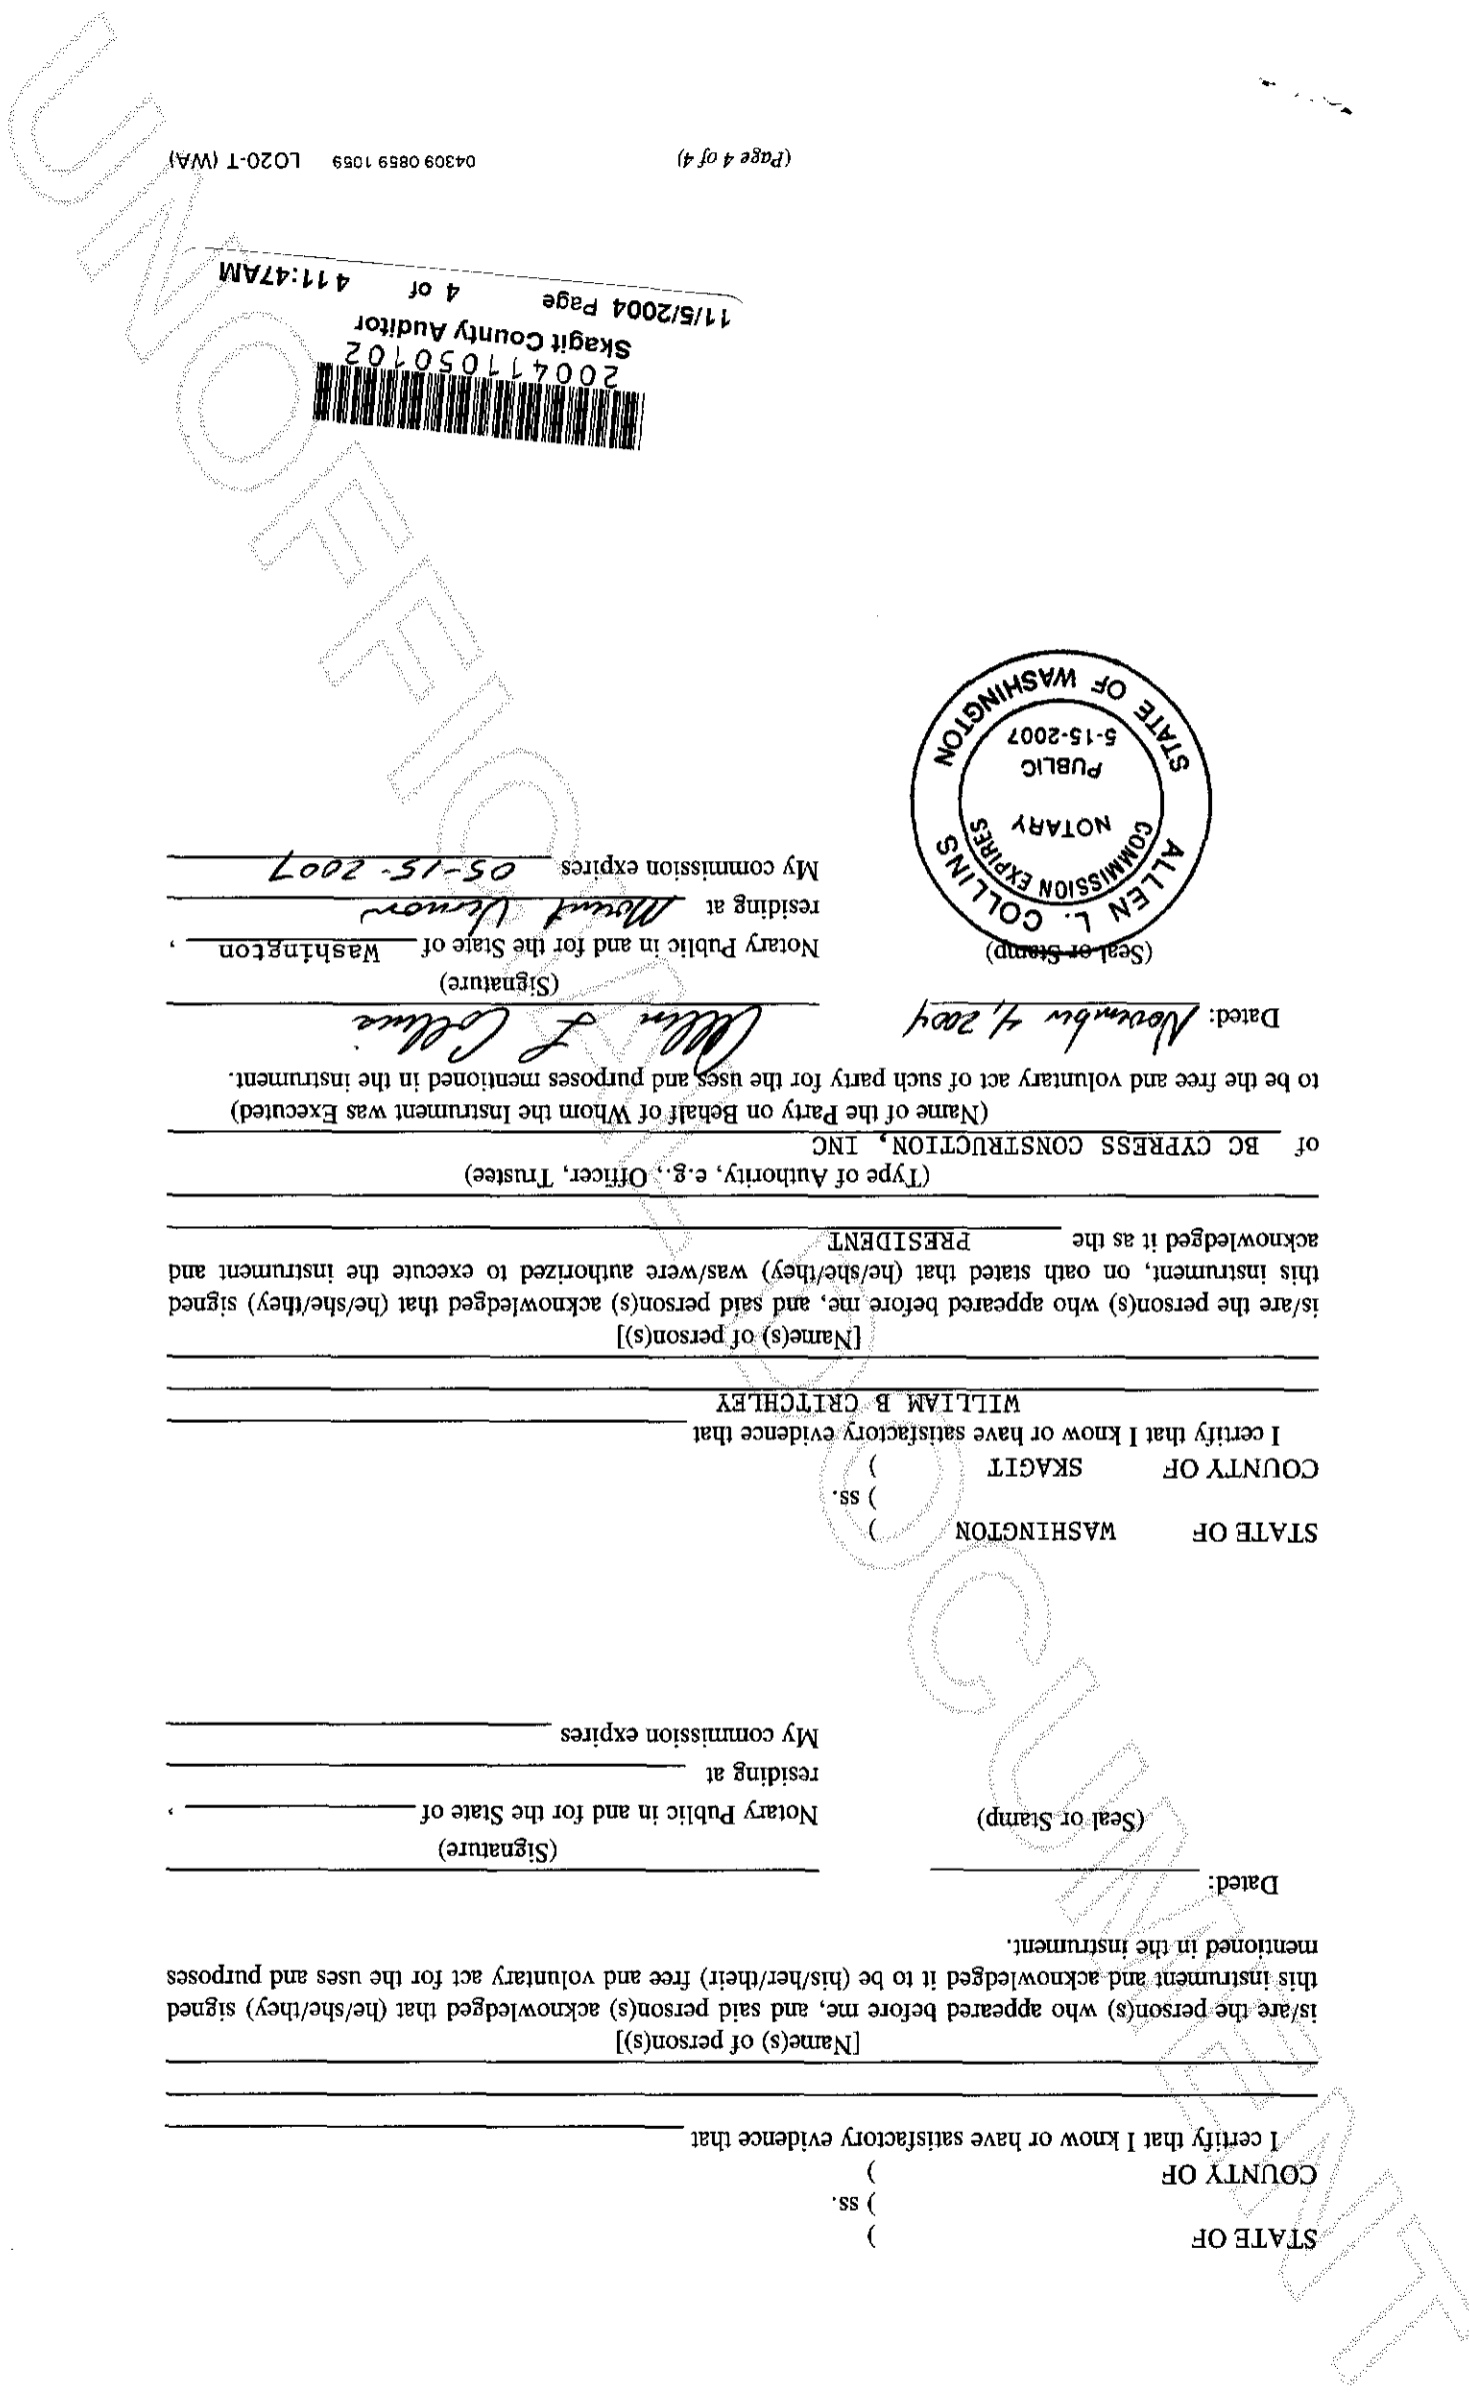 STATE OF )
) ss.
COUNTY OF )
I certify that I know or have satisfactory evidence that
[Name(s) of person(s)]
is/are the person(s) who appeared before me, and said person(s) acknowledged that (he/she/they) signed
this instrument and acknowledged it to be (his/her/their) free and voluntary act for the uses and purposes
mentioned in the instrument.
Dated:
(Signature)
(Seal or Stamp) Notary Public in and for the State of ,
residing at
My commission expires
STATE OF WASHINGTON )
) ss.
COUNTY OF SKAGIT )
I certify that I know or have satisfactory evidence that
WILLIAM B CRITCHLEY
[Name(s) of person(s)]
is/are the person(s) who appeared before me, and said person(s) acknowledged that (he/she/they) signed
this instrument, on oath stated that (he/she/they) was/were authorized to execute the instrument and
acknowledged it as the PRESIDENT
(Type of Authority, e.g., Officer, Trustee)
of BC CYPRESS CONSTRUCTION, INC
(Name of the Party on Behalf of Whom the Instrument was Executed)
to be the free and voluntary act of such party for the uses and purposes mentioned in the instrument.
Dated: November 4, 2004 Allen L Collins
(Signature)
(Seal or Stamp) Notary Public in and for the State of Washington ,
residing at Mount Vernon
My commission expires 05-15-2007
ALLEN L. COLLINS
COMMISSION EXPIRES
NOTARY
PUBLIC
5-15-2007
STATE OF WASHINGTON
200411050102
Skagit County Auditor
11/5/2004 Page 4 of 4 11:47AM
(Page 4 of 4) 04309 0859 1059 LO20-T (WA)
UNOFFICIAL DOCUMENT